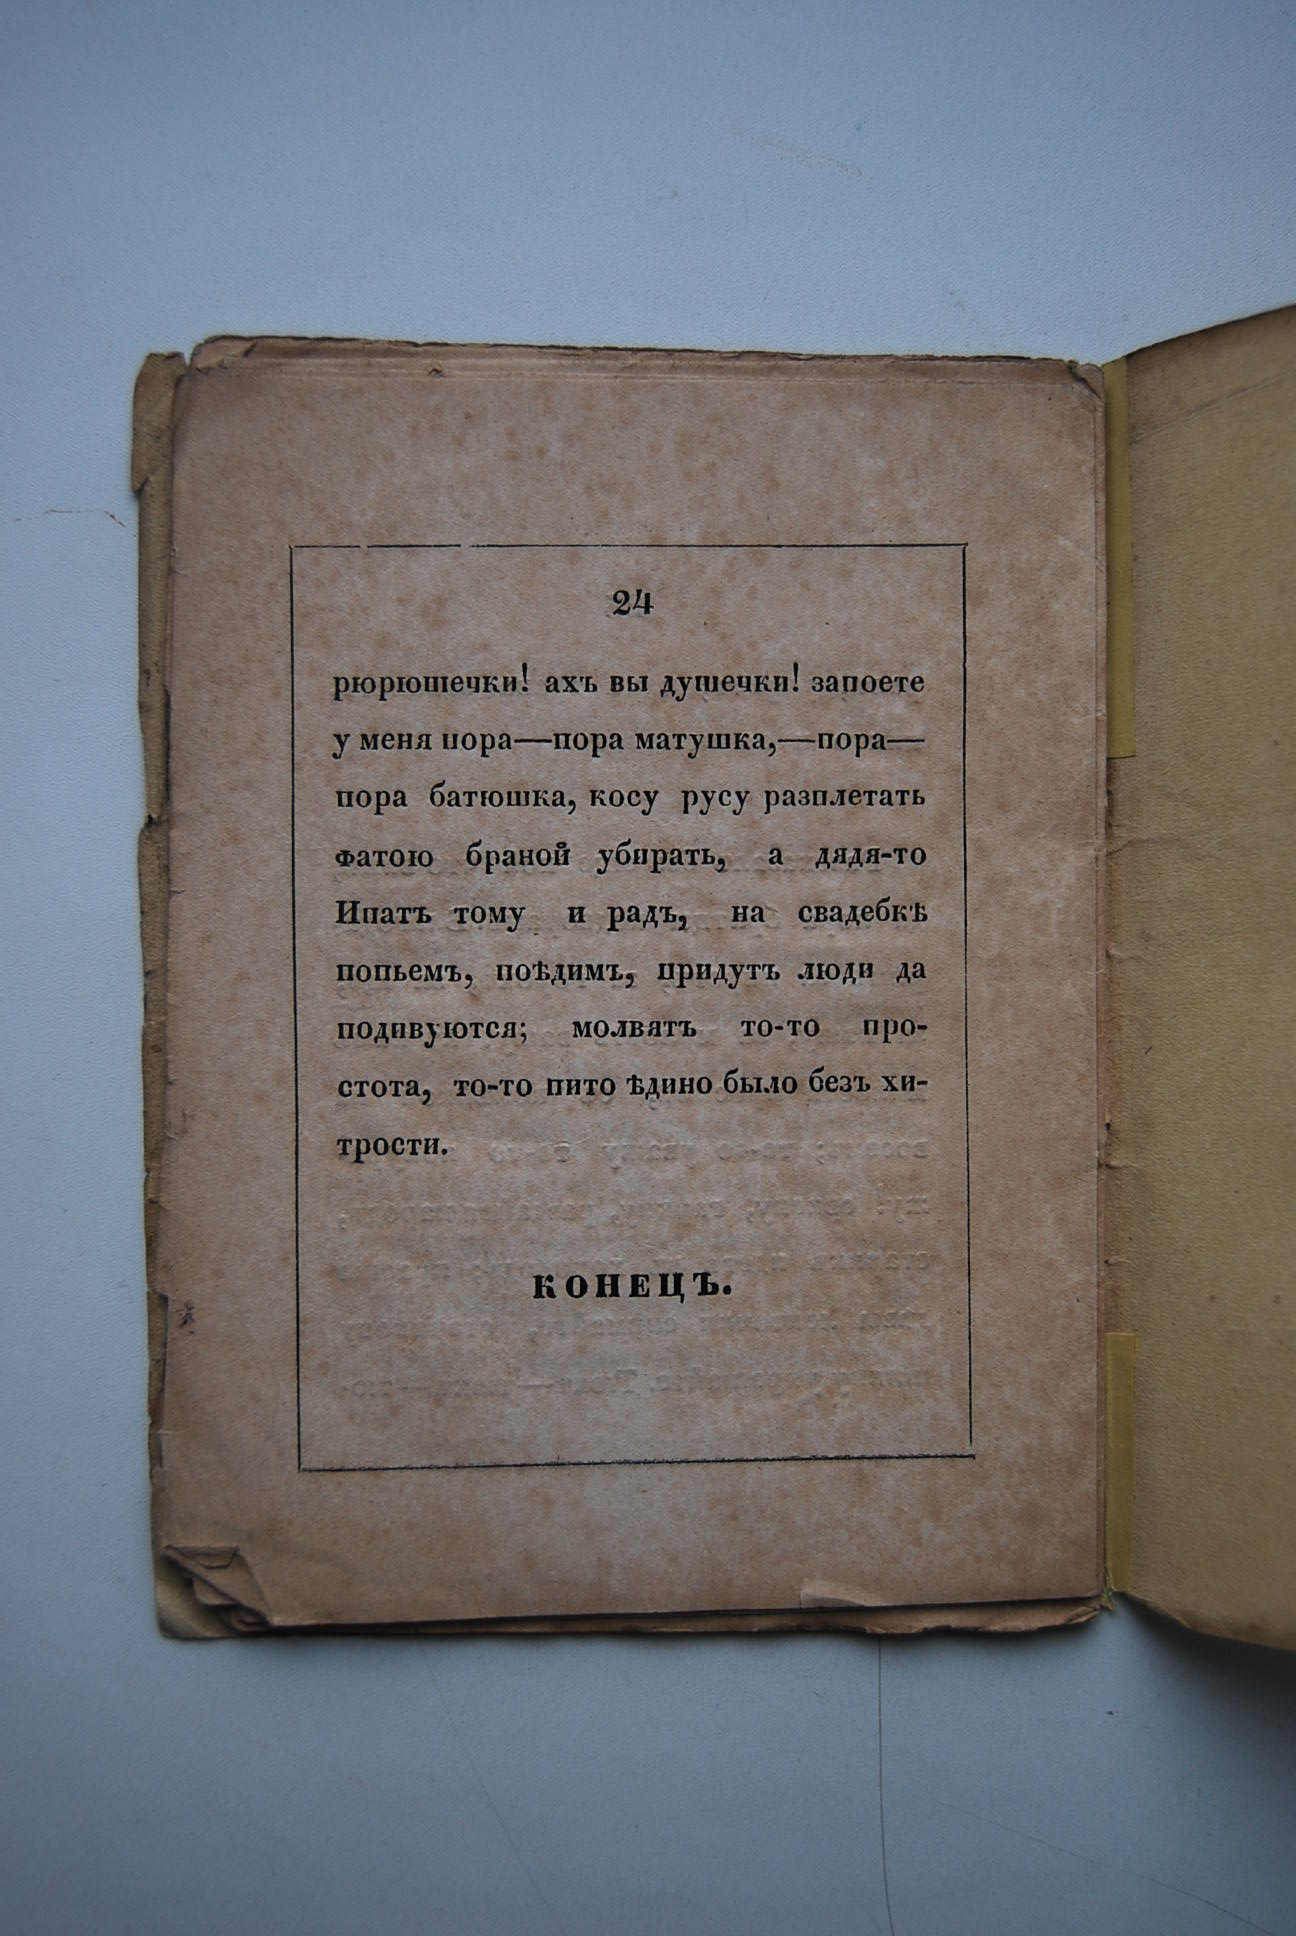 24
рюрюшечки! ахъ вы душечки! запоете
у меня пора—пора матушка,—пора—
пора батюшка, косу русу разплетать
фатою браной убирать, а дядя-то
Ипатъ тому и радъ, на свадебкѣ
попьемъ, поѣдимъ, придутъ люди да
подивуются; молвятъ то-то про-
стота, то-то пито ѣдино было безъ хи-
трости.
КОНЕЦЪ.